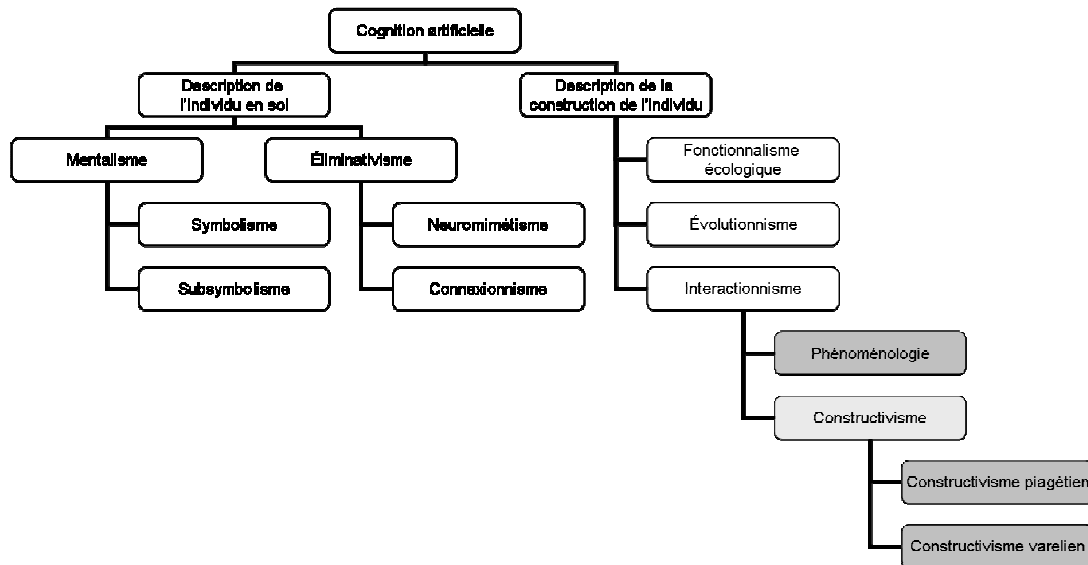 Cognition artificielle
Description de
l'individu en soi
Description de la
construction de l'individu
Mentalisme
Éliminativisme
Fonctionnalisme
écologique
Symbolisme
Neuromimétisme
Évolutionnisme
Subsymbolisme
Connexionnisme
Interactionnisme
Phénoménologie
Constructivisme
Constructivisme piagétien
Constructivisme varelien